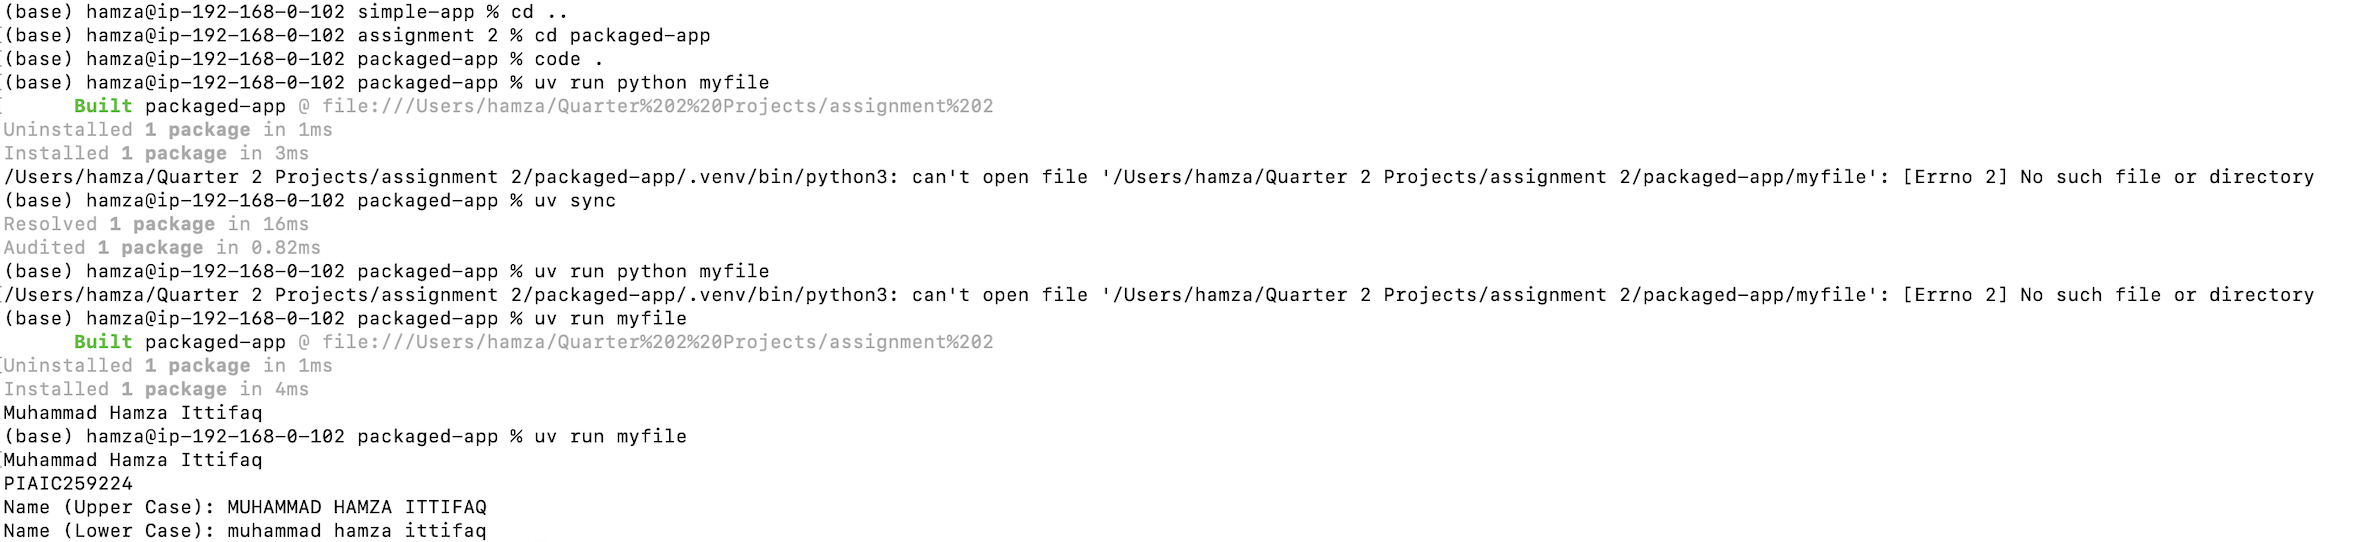 (base) hamza@ip-192-168-0-102 simple-app % cd ..
(base) hamza@ip-192-168-0-102 assignment 2 % cd packaged-app
(base) hamza@ip-192-168-0-102 packaged-app % code .
(base) hamza@ip-192-168-0-102 packaged-app % uv run python myfile
Built packaged-app @ file:///Users/hamza/Quarter%202%20Projects/assignment%202
Uninstalled 1 package in 1ms
Installed 1 package in 3ms
/Users/hamza/Quarter 2 Projects/assignment 2/packaged-app/.venv/bin/python3: can't open file '/Users/hamza/Quarter 2 Projects/assignment 2/packaged-app/myfile': [Errno 2] No such file or directory
(base) hamza@ip-192-168-0-102 packaged-app % uv sync
Resolved 1 package in 16ms
Audited 1 package in 0.82ms
(base) hamza@ip-192-168-0-102 packaged-app % uv run python myfile
/Users/hamza/Quarter 2 Projects/assignment 2/packaged-app/.venv/bin/python3: can't open file '/Users/hamza/Quarter 2 Projects/assignment 2/packaged-app/myfile': [Errno 2] No such file or directory
(base) hamza@ip-192-168-0-102 packaged-app % uv run myfile
Built packaged-app @ file:///Users/hamza/Quarter%202%20Projects/assignment%202
Uninstalled 1 package in 1ms
Installed 1 package in 4ms
Muhammad Hamza Ittifaq
(base) hamza@ip-192-168-0-102 packaged-app % uv run myfile
Muhammad Hamza Ittifaq
PIAIC259224
Name (Upper Case): MUHAMMAD HAMZA ITTIFAQ
Name (Lower Case): muhammad hamza ittifaq